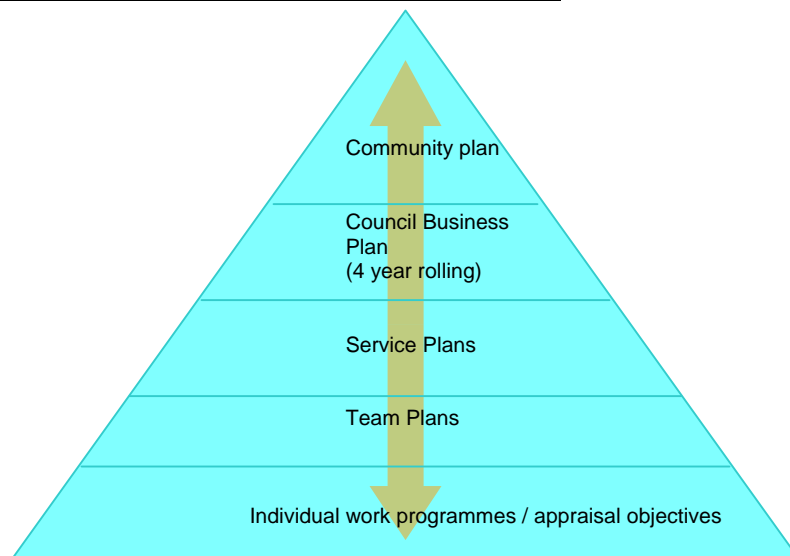 Community plan
Council Business
Plan
(4 year rolling)
Service Plans
Team Plans
Individual work programmes / appraisal objectives